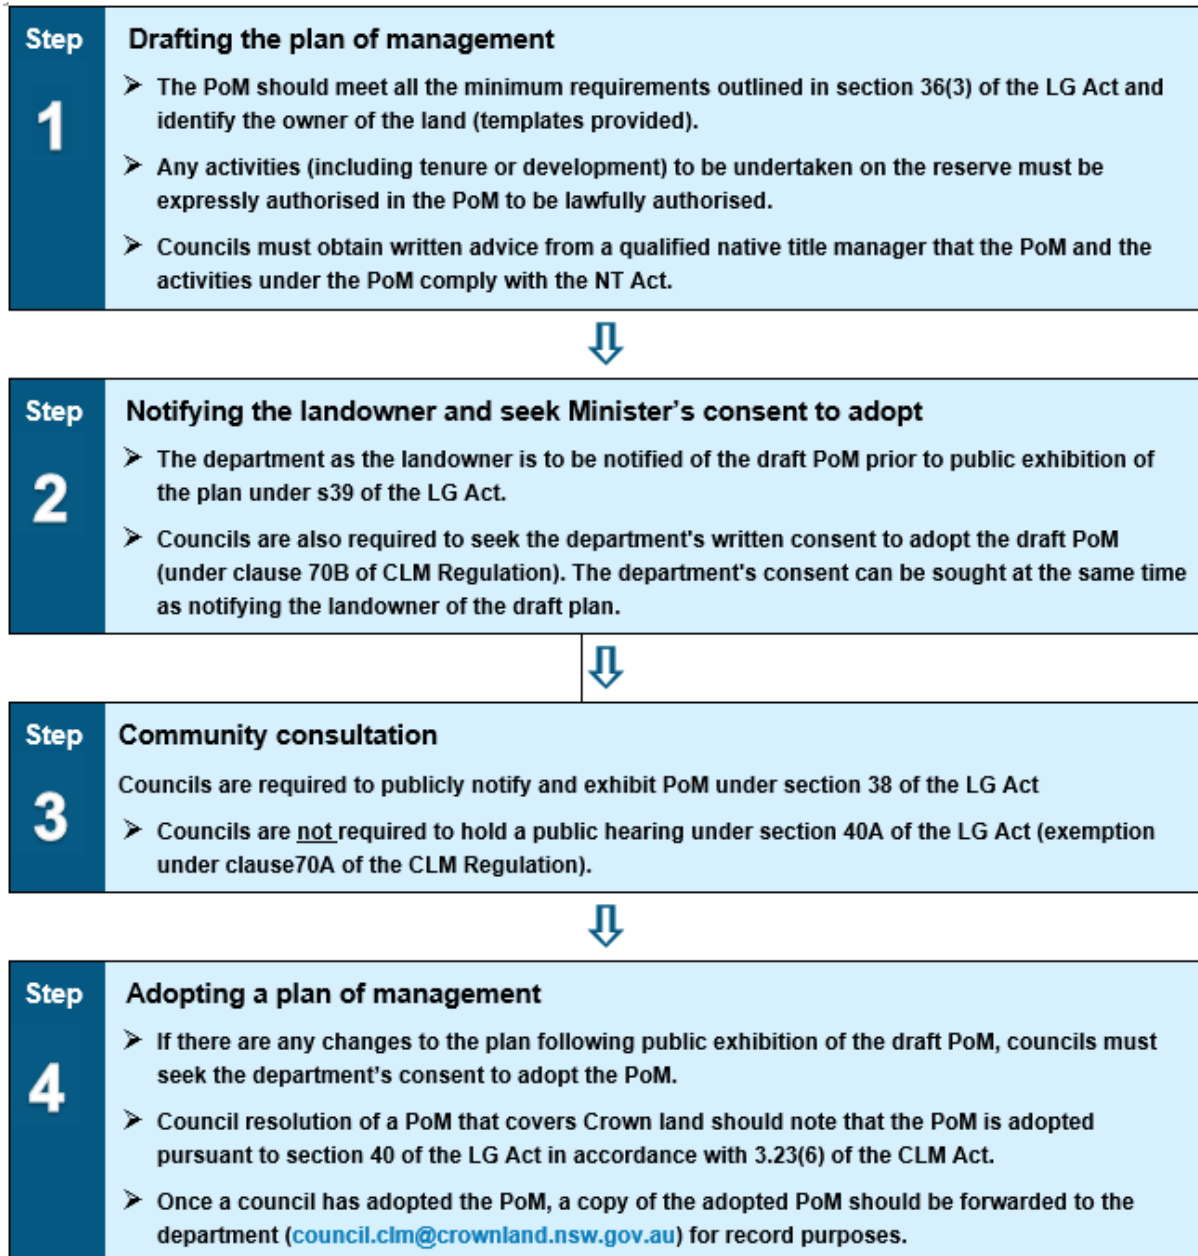 Step
1
Drafting the plan of management
➤ The PoM should meet all the minimum requirements outlined in section 36(3) of the LG Act and
identify the owner of the land (templates provided).
➤ Any activities (including tenure or development) to be undertaken on the reserve must be
expressly authorised in the PoM to be lawfully authorised.
➤ Councils must obtain written advice from a qualified native title manager that the PoM and the
activities under the PoM comply with the NT Act.
Step
2
Notifying the landowner and seek Minister's consent to adopt
➤ The department as the landowner is to be notified of the draft PoM prior to public exhibition of
the plan under s39 of the LG Act.
➤ Councils are also required to seek the department's written consent to adopt the draft PoM
(under clause 70B of CLM Regulation). The department's consent can be sought at the same time
as notifying the landowner of the draft plan.
Step
3
Community consultation
Councils are required to publicly notify and exhibit PoM under section 38 of the LG Act
➤ Councils are not required to hold a public hearing under section 40A of the LG Act (exemption
under clause70A of the CLM Regulation).
Step
4
Adopting a plan of management
➤ If there are any changes to the plan following public exhibition of the draft PoM, councils must
seek the department's consent to adopt the PoM.
➤ Council resolution of a PoM that covers Crown land should note that the PoM is adopted
pursuant to section 40 of the LG Act in accordance with 3.23(6) of the CLM Act.
➤ Once a council has adopted the PoM, a copy of the adopted PoM should be forwarded to the
department (council.clm@crownland.nsw.gov.au) for record purposes.